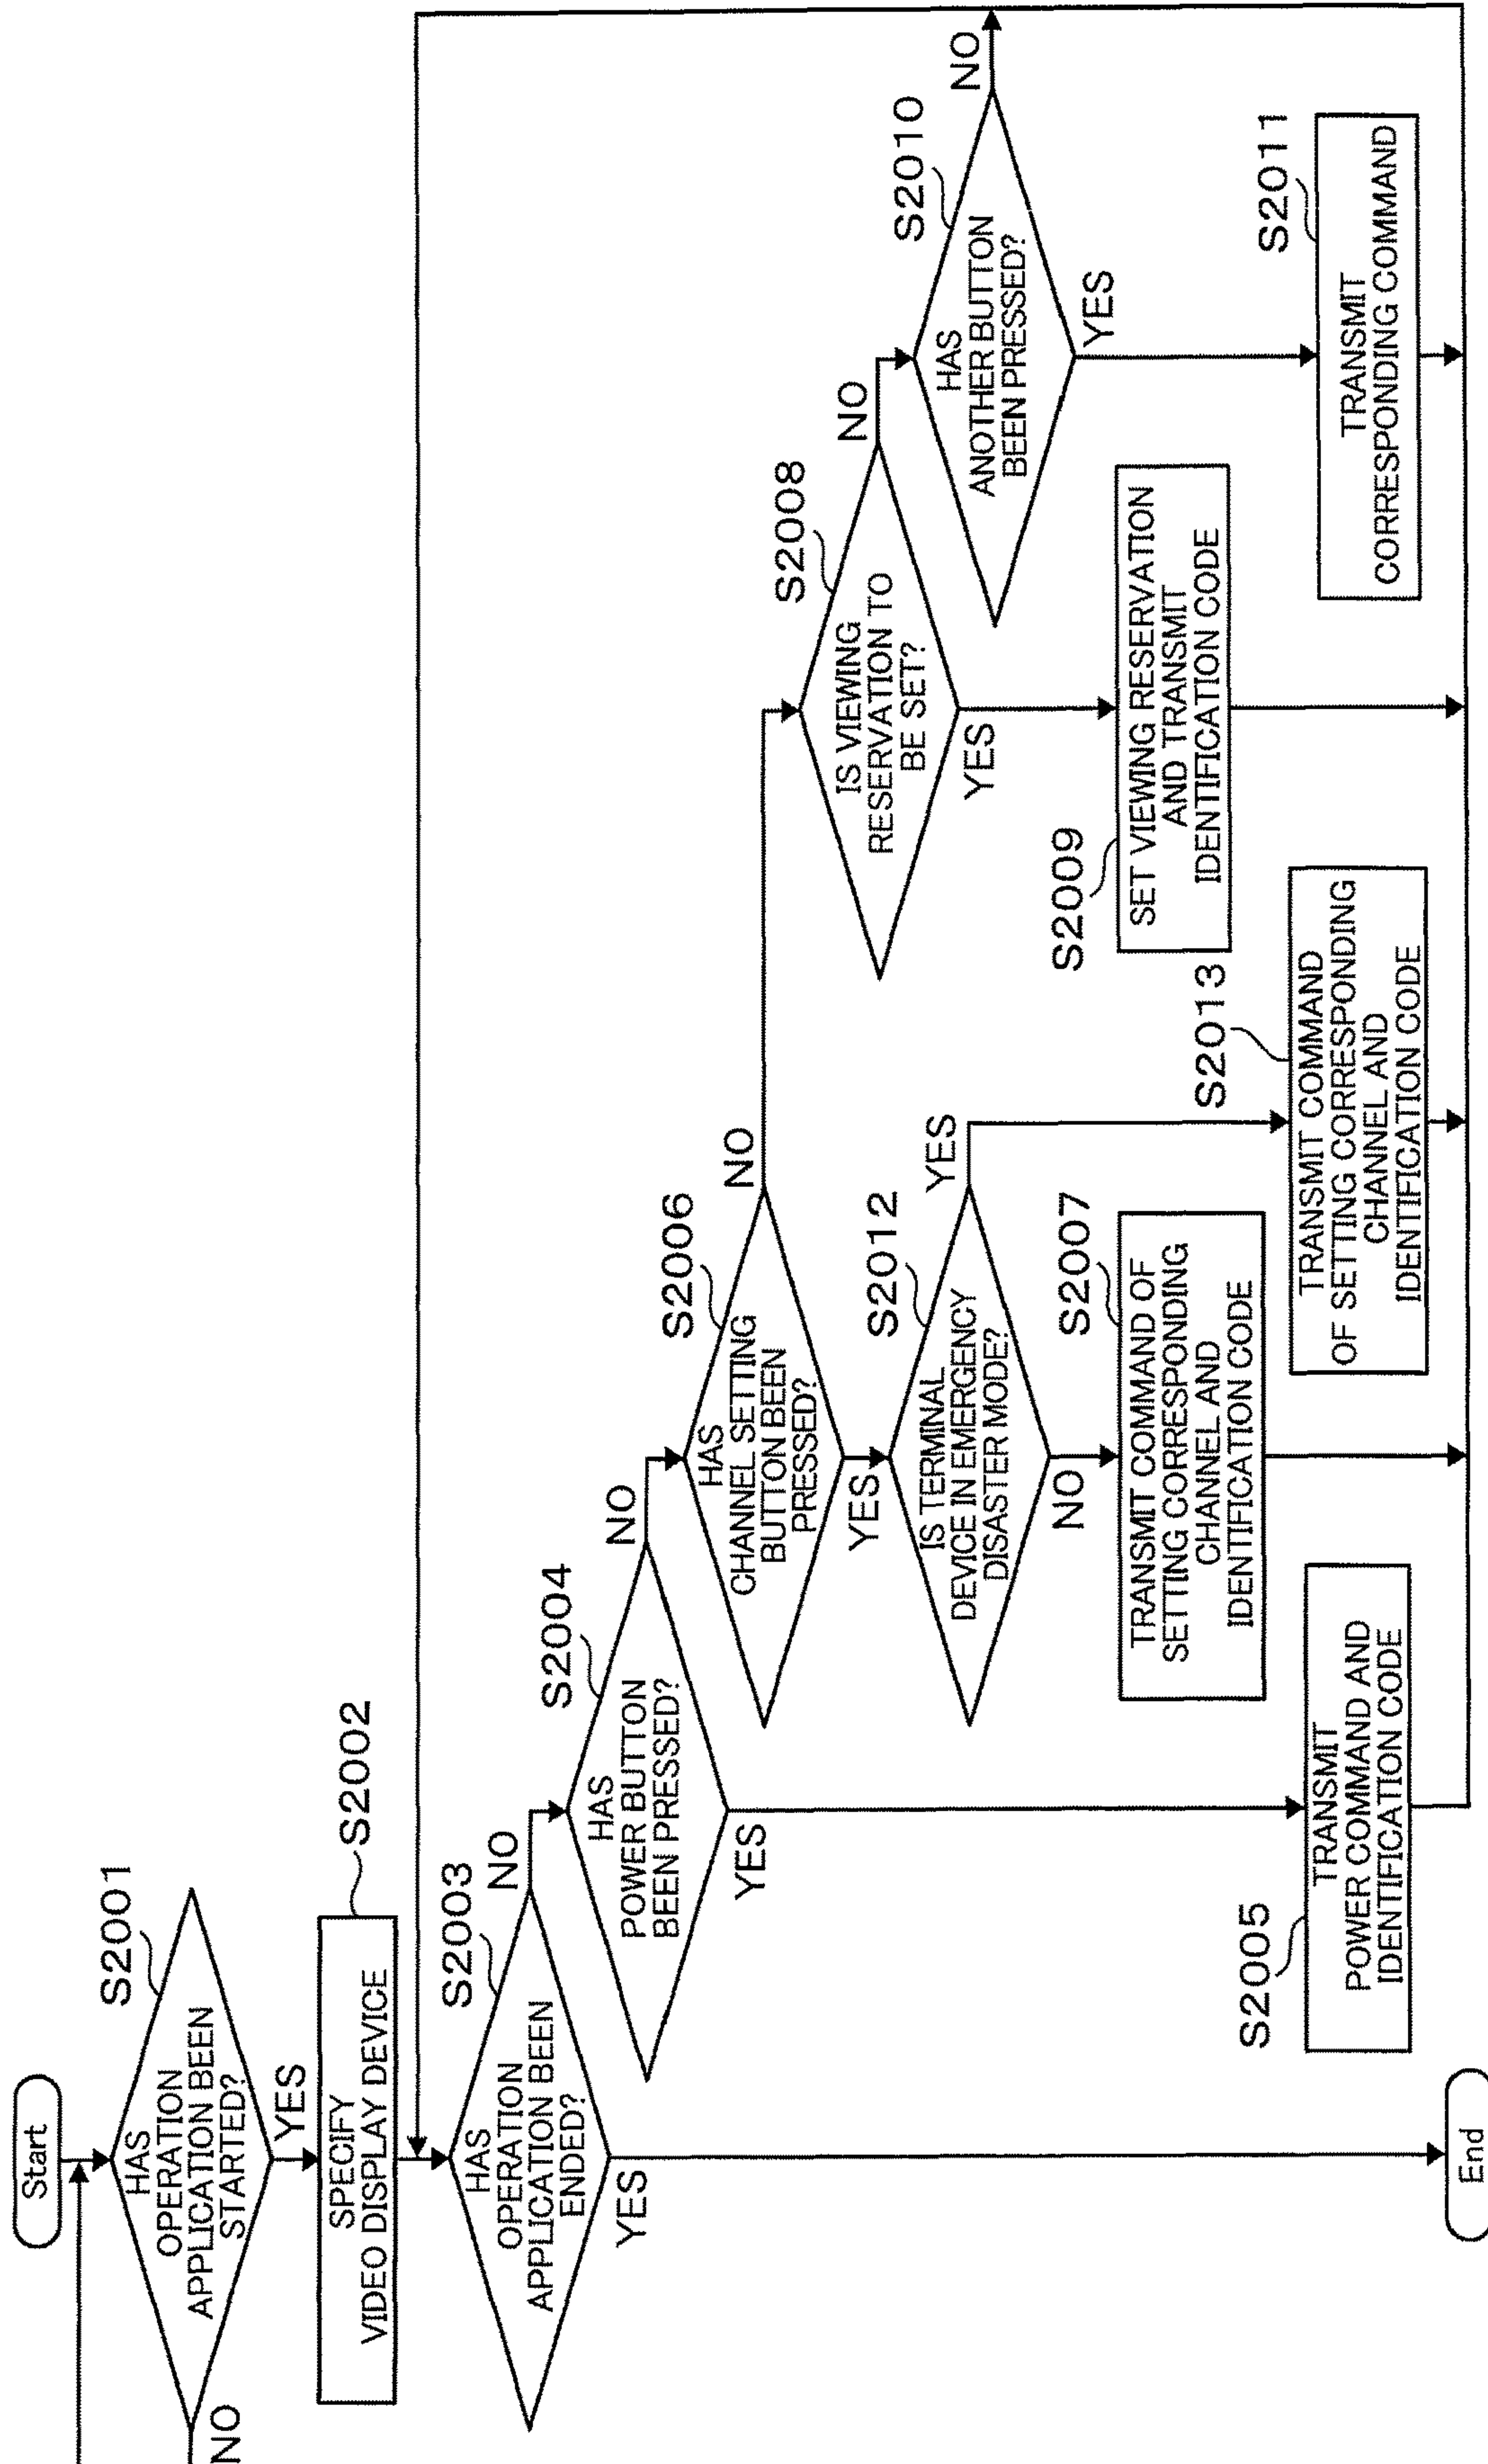 Start
S2001
HAS
OPERATION
APPLICATION BEEN
STARTED?
NO
YES
S2002
SPECIFY
VIDEO DISPLAY DEVICE
S2003
HAS
OPERATION
APPLICATION BEEN
ENDED?
NO
YES
S2004
HAS
POWER BUTTON
BEEN PRESSED?
NO
YES
S2005
TRANSMIT
POWER COMMAND AND
IDENTIFICATION CODE
S2006
HAS
CHANNEL SETTING
BUTTON BEEN
PRESSED?
NO
YES
S2012
IS TERMINAL
DEVICE IN EMERGENCY
DISASTER MODE?
YES
NO
S2007
TRANSMIT COMMAND OF
SETTING CORRESPONDING
CHANNEL AND
IDENTIFICATION CODE
S2013
TRANSMIT COMMAND
OF SETTING CORRESPONDING
CHANNEL AND
IDENTIFICATION CODE
S2008
IS VIEWING
RESERVATION TO
BE SET?
NO
YES
S2009
SET VIEWING RESERVATION
AND TRANSMIT
IDENTIFICATION CODE
S2010
HAS
ANOTHER BUTTON
BEEN PRESSED?
NO
YES
S2011
TRANSMIT
CORRESPONDING COMMAND
End